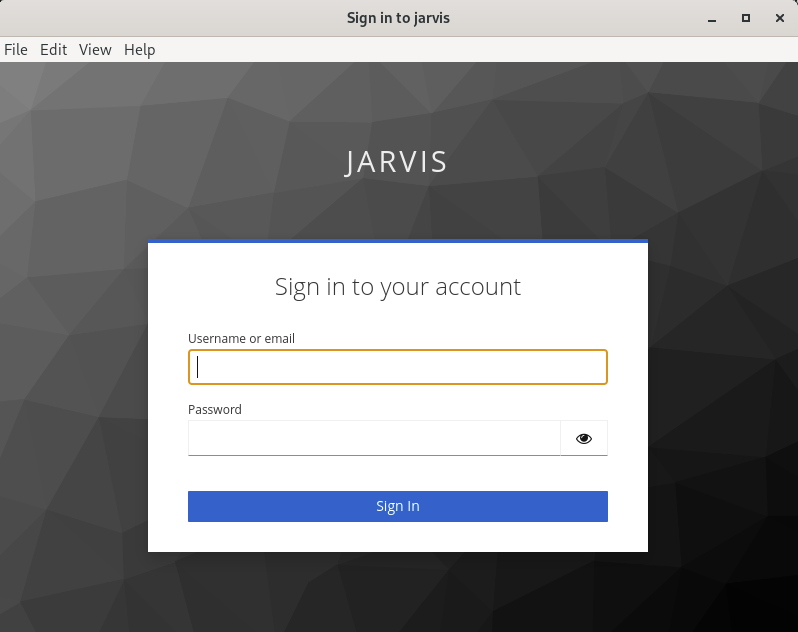 Sign in to jarvis
File Edit View Help
JARVIS
Sign in to your account
Username or email
Password
Sign In